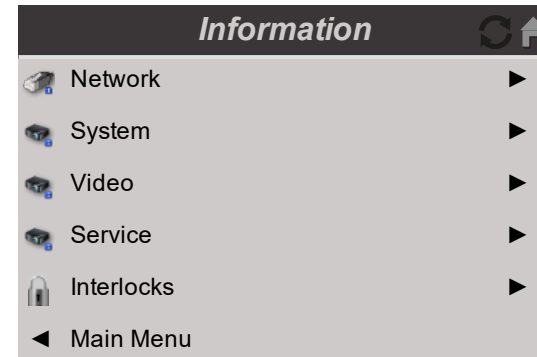 Information
Network
System
Video
Service
Interlocks
Main Menu